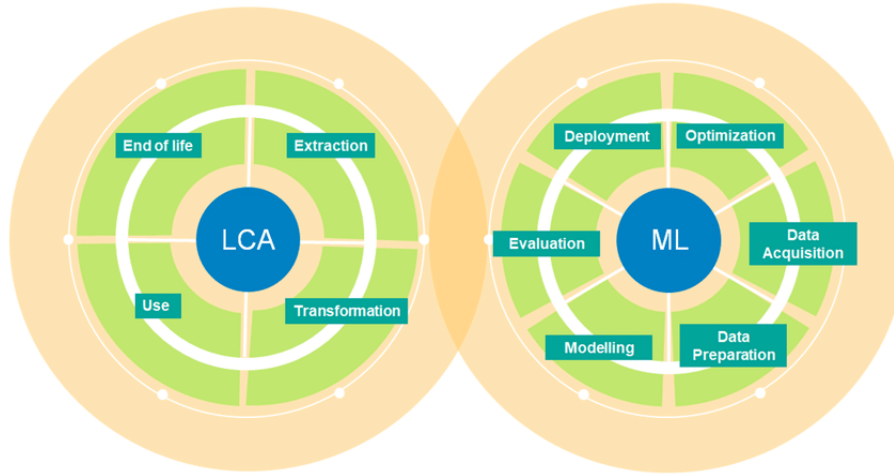 End of life
Extraction
LCA
Use
Transformation
Deployment
Optimization
Evaluation
ML
Data
Acquisition
Modelling
Data
Preparation